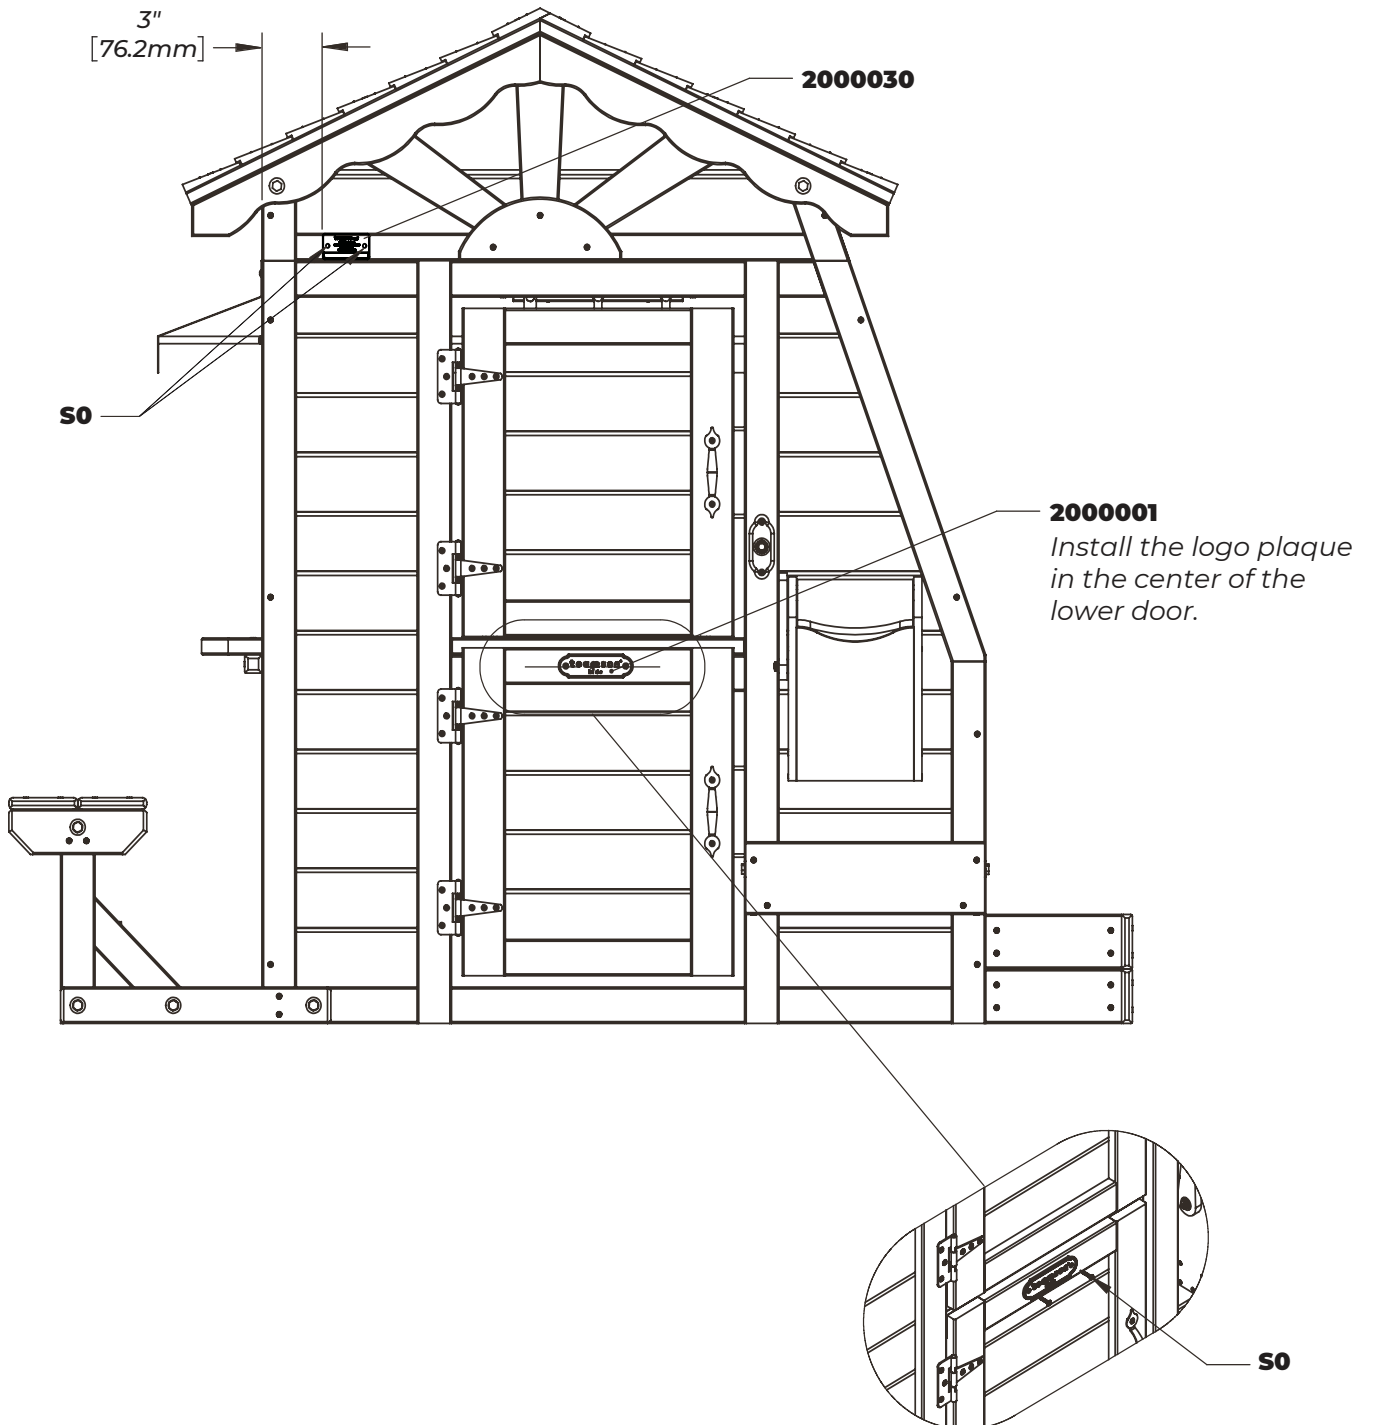 3"
[76.2mm]
2000030
S0
2000001
Install the logo plaque
in the center of the
lower door.
S0